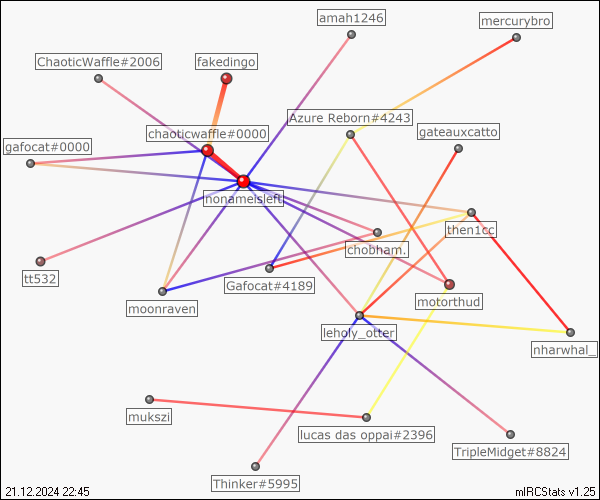 amah1246
mercurybro
ChaoticWaffle#2006
fakedingo
Azure Reborn#4243
chaoticwaffle#0000
gateauxcatto
gafocat#0000
nonameisleft
then1cc
chobham.
tt532
Gafocat#4189
moonraven
motorthud
leholy_otter
nharwhal_
mukszi
lucas das oppai#2396
TripleMidget#8824
Thinker#5995
21.12.2024 22:45
mIRCStats v1.25